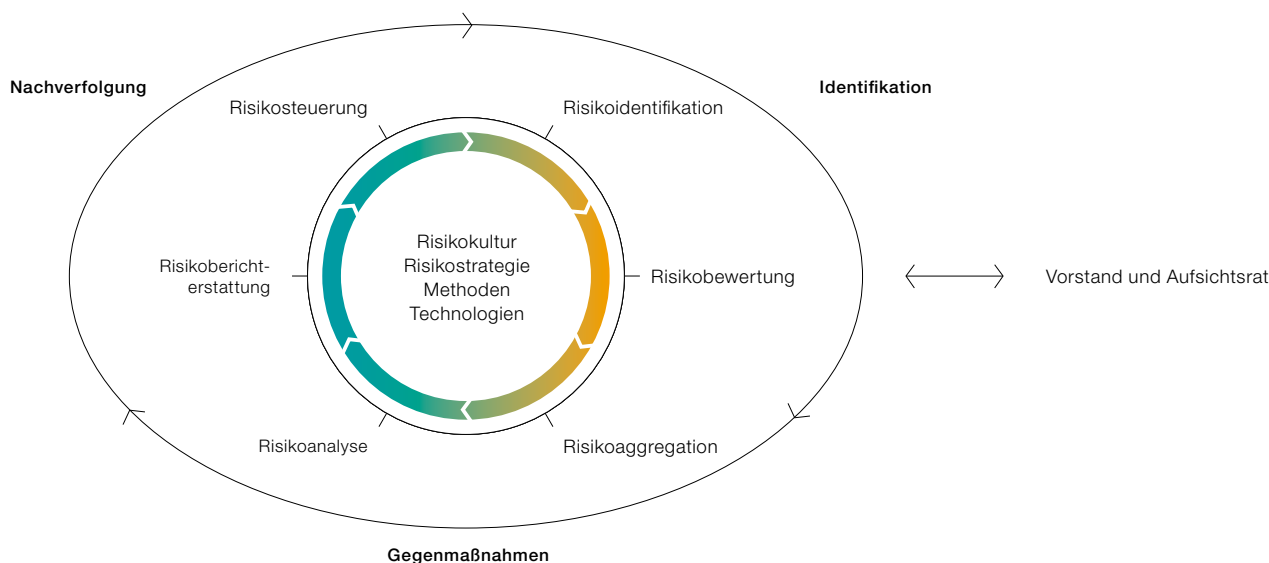 Nachverfolgung
Identifikation
Risikosteuerung
Risikoidentifikation
Risikokultur
Risikostrategie
Methoden
Technologien
Risikobericht-
erstattung
Risikobewertung
Vorstand und Aufsichtsrat
Risikoanalyse
Risikoaggregation
Gegenmaßnahmen